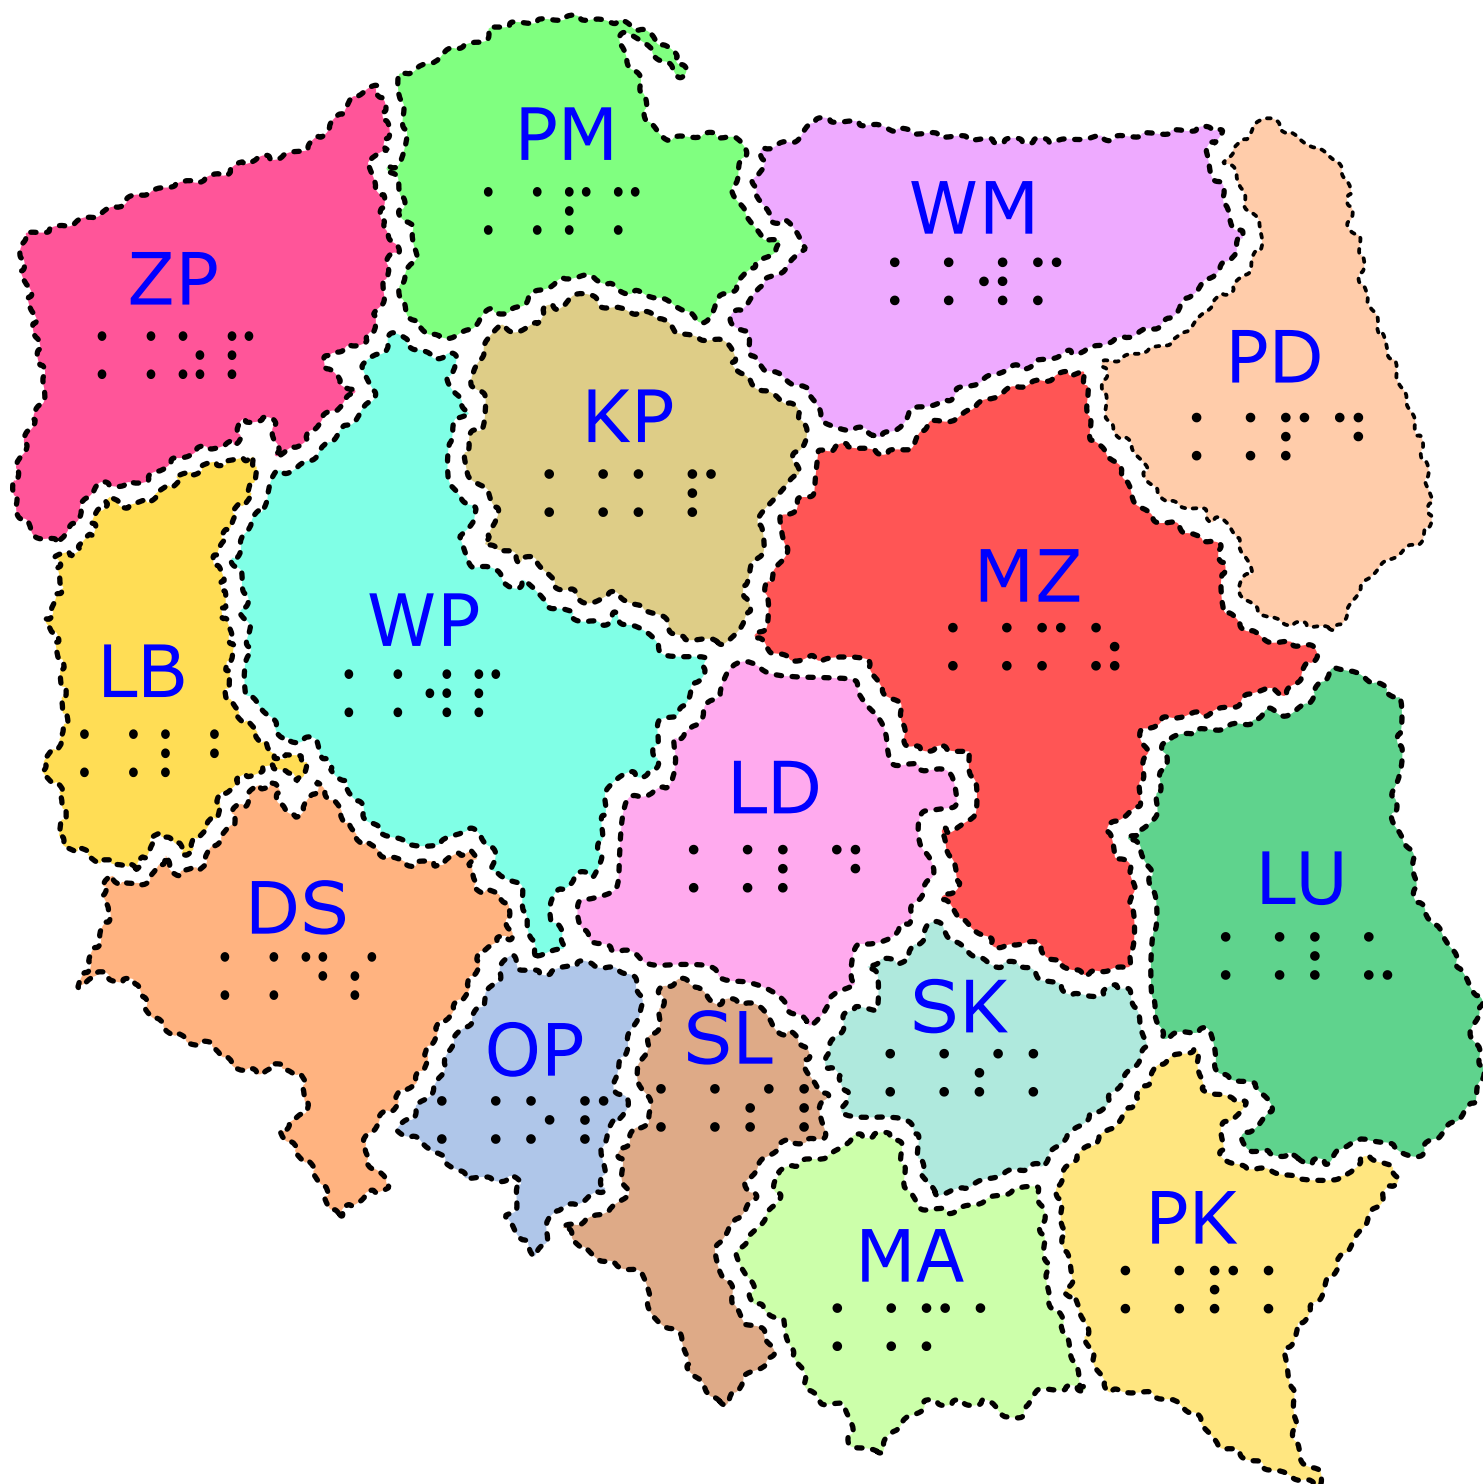 PM
⠨⠨⠏⠍
WM
⠨⠨⠺⠍
ZP
⠨⠨⠵⠏
PD
⠨⠨⠏⠙
KP
⠨⠨⠅⠏
MZ
⠨⠨⠍⠵
WP
⠨⠨⠺⠏
LB
⠨⠨⠇⠃
LD
⠨⠨⠇⠙
LU
⠨⠨⠇⠥
DS
⠨⠨⠙⠎
SK
⠨⠨⠎⠅
SL
⠨⠨⠎⠇
OP
⠨⠨⠕⠏
PK
⠨⠨⠏⠅
MA
⠨⠨⠍⠁